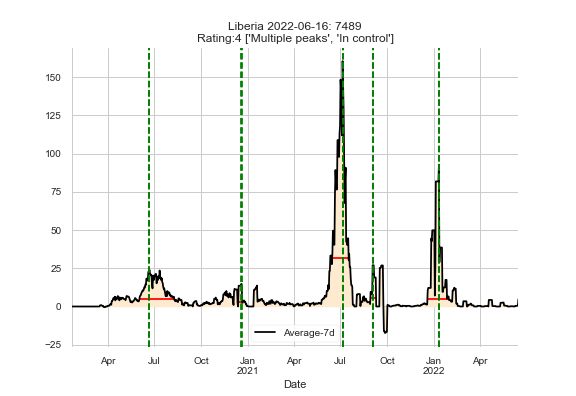 Liberia 2022-06-16: 7489
Rating:4 ['Multiple peaks', 'In control']
150
125
100
75
50
25
0
−25
Average-7d
Apr Jul Oct Jan Apr Jul Oct Jan Apr
2021 2022
Date